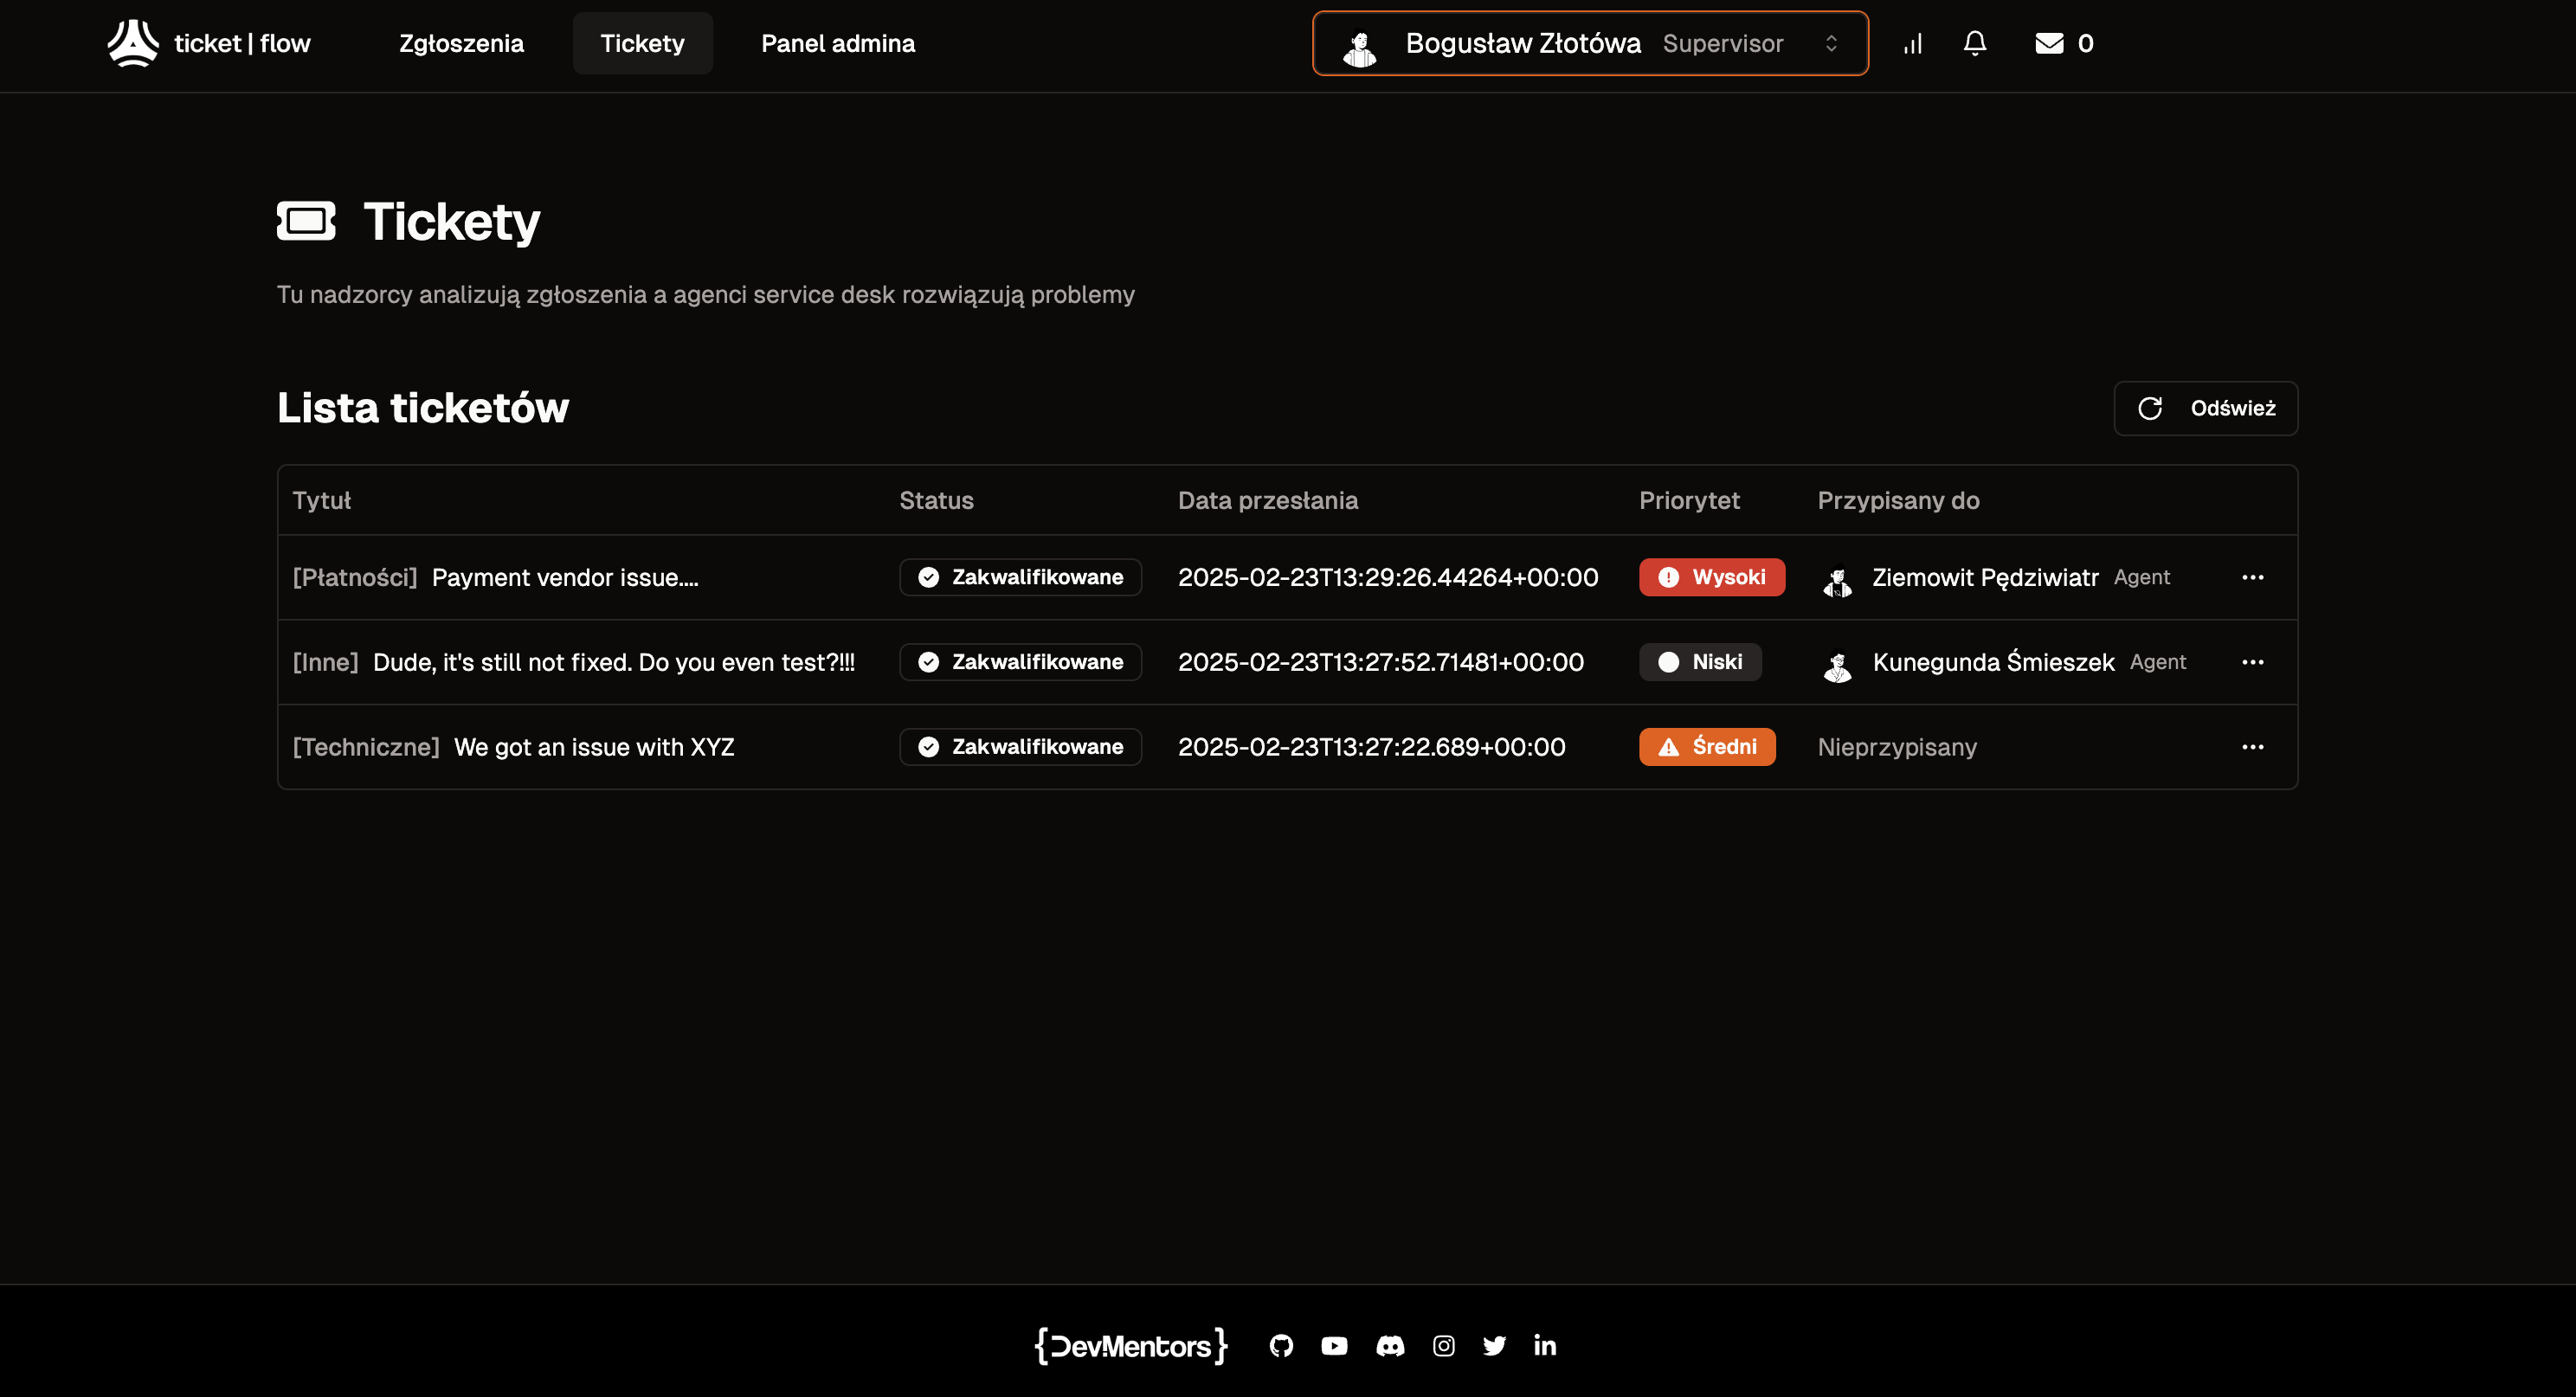 ticket | flow Zgłoszenia Tickety Panel admina Bogusław Złotówa Supervisor 0
Tickety
Tu nadzorcy analizują zgłoszenia a agenci service desk rozwiązują problemy
Lista ticketów Odśwież
Tytuł Status Data przesłania Priorytet Przypisany do
[Płatności] Payment vendor issue.... Zakwalifikowane 2025-02-23T13:29:26.44264+00:00 Wysoki Ziemowit Pędziwiatr Agent
[Inne] Dude, it's still not fixed. Do you even test?!!! Zakwalifikowane 2025-02-23T13:27:52.71481+00:00 Niski Kunegunda Śmieszek Agent
[Techniczne] We got an issue with XYZ Zakwalifikowane 2025-02-23T13:27:22.689+00:00 Średni Nieprzypisany
{DevMentors}